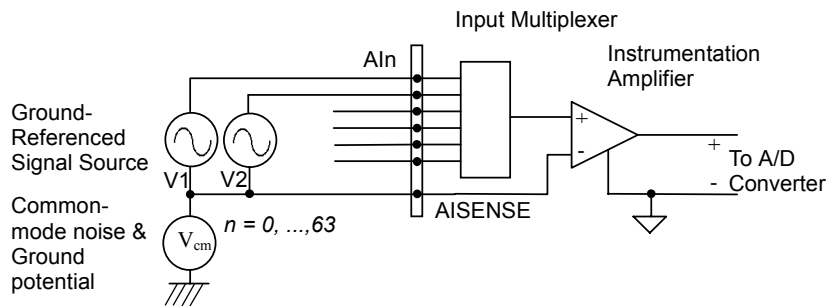 Input Multiplexer
AIn
Instrumentation
Amplifier
Ground-
Referenced
Signal Source
V1
V2
+
-
+
-
To A/D
Converter
AISENSE
Common-
mode noise &
Ground
potential
Vcm
n = 0, ...,63